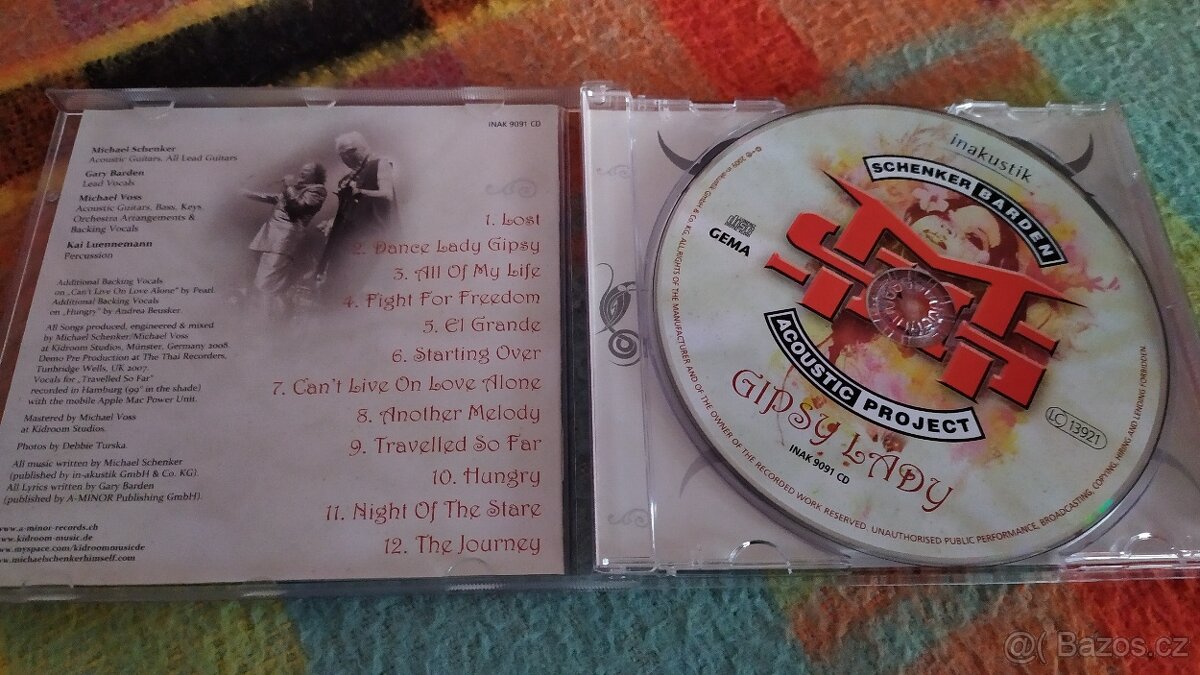 INAK 9091 CD
Michael Schenker
Acoustic Guitars, All Lead Guitars
Gary Barden
Lead Vocals
Michael Voss
Acoustic Guitars, Bass, Keys,
Orchestra Arrangements &
Backing Vocals
Kai Luennemann
Percussion
Additional Backing Vocals
on „Can't Live On Love Alone" by Pearl.
Additional Backing Vocals
on „Hungry" by Andrea Beusker.
All Songs produced, engineered & mixed
by Michael Schenker/Michael Voss
at Kidroom Studios, Münster, Germany 2008.
Demo Pre Production at The Thai Recorders,
Tunbridge Wells, UK 2007.
Vocals for „Travelled So Far"
recorded in Hamburg (99° in the shade)
with the mobile Apple Mac Power Unit.
Mastered by Michael Voss
at Kidroom Studios.
Photos by Debbie Turska.
All music written by Michael Schenker
(published by in-akustik GmbH & Co. KG).
All Lyrics written by Gary Barden
(published by A-MINOR Publishing GmbH).
www.a-minor-records.ch
www.kidroom-music.de
www.myspace.com/kidroommusicde
www.michaelschenkerhimself.com
1. Lost
2. Dance Lady Gipsy
3. All Of My Life
4. Fight For Freedom
5. El Grande
6. Starting Over
7. Can't Live On Love Alone
8. Another Melody
9. Travelled So Far
10. Hungry
11. Night Of The Stare
12. The Journey
inakustik
SCHENKER BARDEN
GEMA
ACOUSTIC PROJECT
GIPSY LADY
INAK 9091 CD
LC 13921
℗+© 2009 in-akustik GmbH & Co. KG. ALL RIGHTS OF THE MANUFACTURER AND OF THE OWNER OF THE RECORDED WORK RESERVED. UNAUTHORISED PUBLIC PERFORMANCE, BROADCASTING, COPYING, HIRING AND LENDING FORBIDDEN.
Bazos.cz